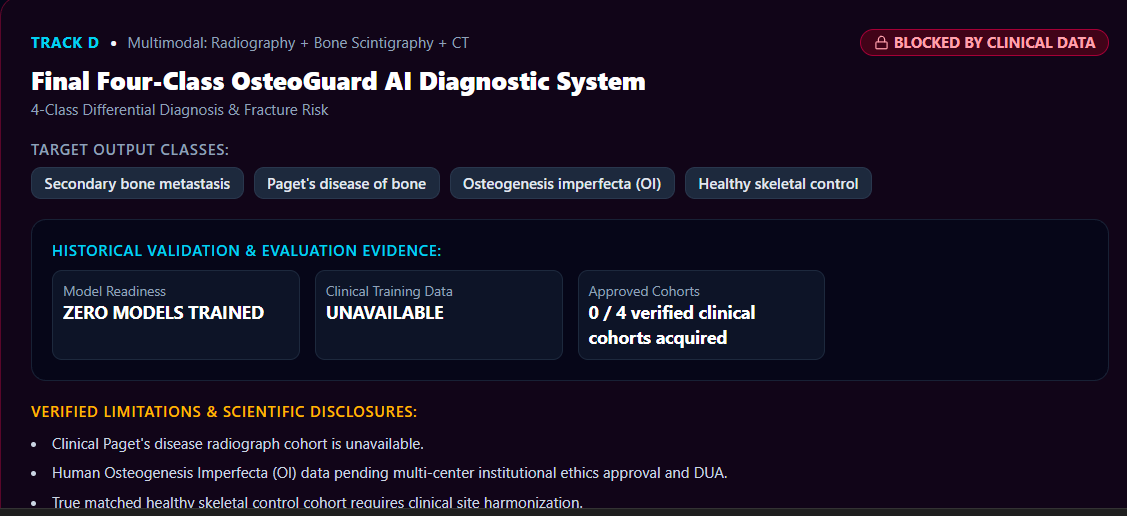 TRACK D • Multimodal: Radiography + Bone Scintigraphy + CT
BLOCKED BY CLINICAL DATA
Final Four-Class OsteoGuard AI Diagnostic System
4-Class Differential Diagnosis & Fracture Risk
TARGET OUTPUT CLASSES:
Secondary bone metastasis
Paget's disease of bone
Osteogenesis imperfecta (OI)
Healthy skeletal control
HISTORICAL VALIDATION & EVALUATION EVIDENCE:
Model Readiness
ZERO MODELS TRAINED
Clinical Training Data
UNAVAILABLE
Approved Cohorts
0 / 4 verified clinical
cohorts acquired
VERIFIED LIMITATIONS & SCIENTIFIC DISCLOSURES:
• Clinical Paget's disease radiograph cohort is unavailable.
• Human Osteogenesis Imperfecta (OI) data pending multi-center institutional ethics approval and DUA.
• True matched healthy skeletal control cohort requires clinical site harmonization.